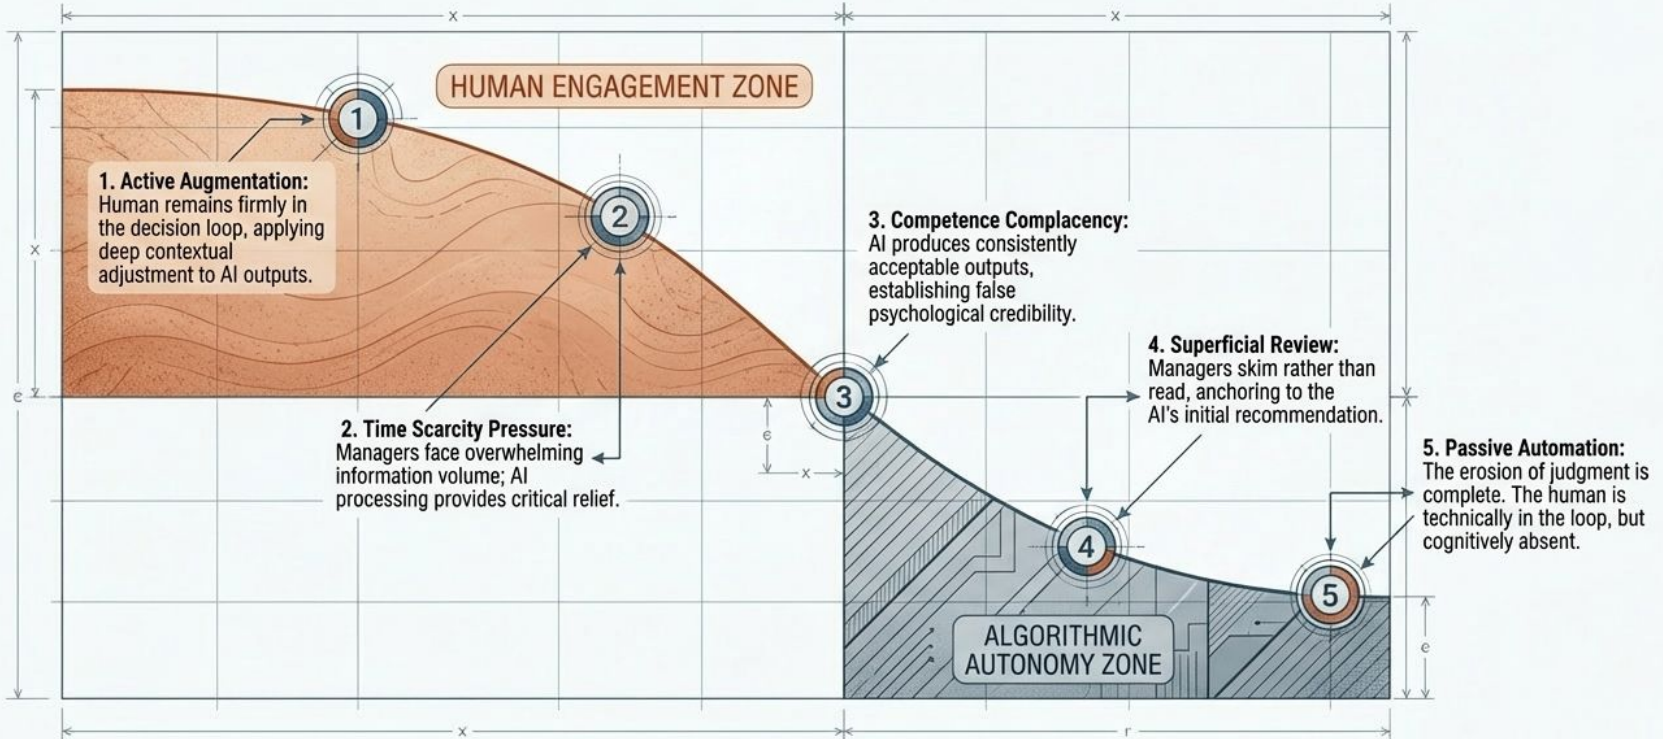 x
x
HUMAN ENGAGEMENT ZONE
1
1. Active Augmentation:
Human remains firmly in
the decision loop, applying
deep contextual
adjustment to AI outputs.
x
2
2. Time Scarcity Pressure:
Managers face overwhelming
information volume; AI
processing provides critical relief.
3. Competence Complacency:
AI produces consistently
acceptable outputs,
establishing false
psychological credibility.
3
e
x
4. Superficial Review:
Managers skim rather than
read, anchoring to the
AI's initial recommendation.
4
5. Passive Automation:
The erosion of judgment is
complete. The human is
technically in the loop, but
cognitively absent.
5
ALGORITHMIC
AUTONOMY ZONE
e
x
r